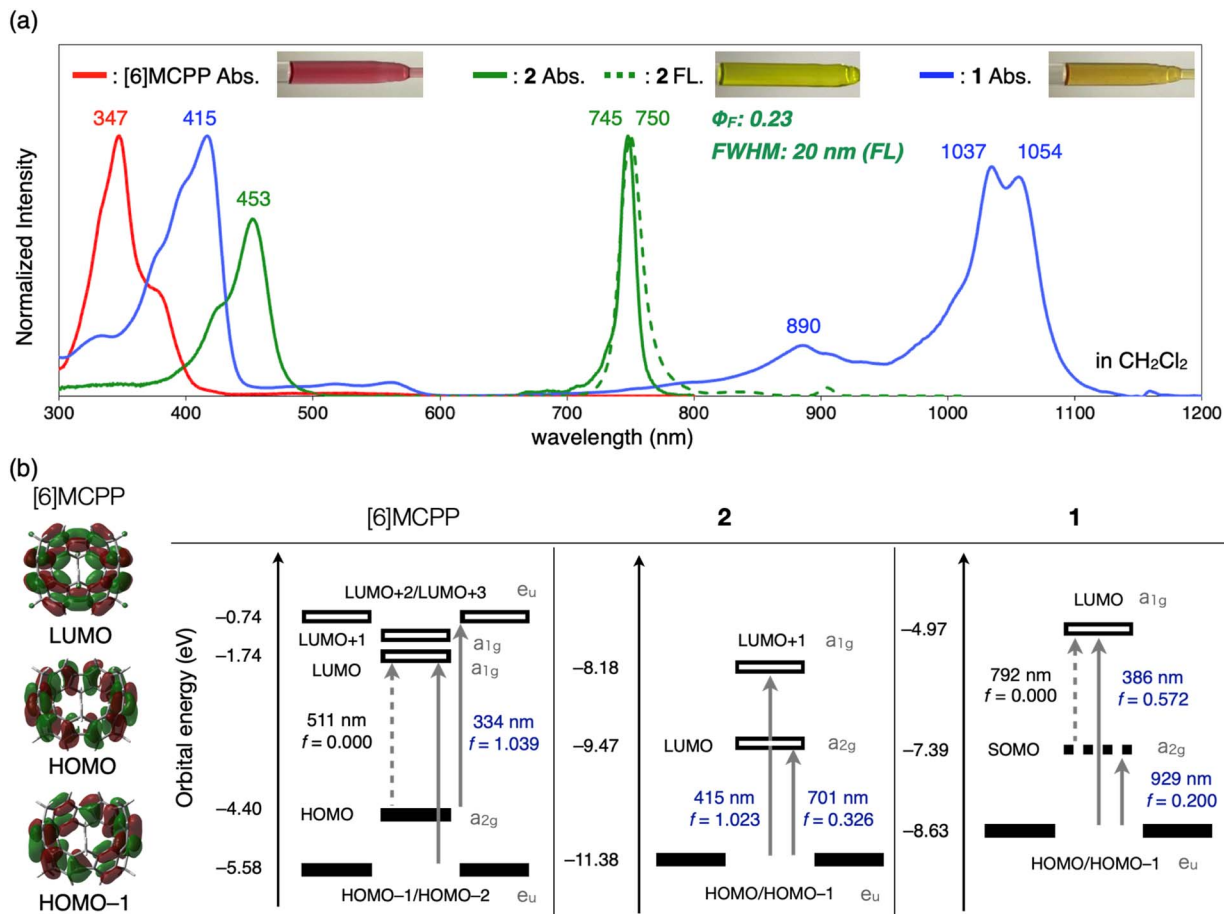 (a)
: [6]MCPP Abs.
: 2 Abs.
: 2 FL.
: 1 Abs.
347
415
453
745
750
ΦF: 0.23
FWHM: 20 nm (FL)
1037
1054
890
Normalized Intensity
in CH₂Cl₂
300
400
500
600
700
800
900
1000
1100
1200
wavelength (nm)
(b)
[6]MCPP
LUMO
HOMO
HOMO–1
Orbital energy (eV)
[6]MCPP
–0.74
–1.74
–4.40
–5.58
LUMO+2/LUMO+3
eu
LUMO+1
a1g
LUMO
a1g
511 nm
f = 0.000
334 nm
f = 1.039
HOMO
a2g
HOMO–1/HOMO–2
eu
2
–8.18
–9.47
–11.38
LUMO+1
a1g
LUMO
a2g
415 nm
f = 1.023
701 nm
f = 0.326
HOMO/HOMO–1
eu
1
–4.97
–7.39
–8.63
LUMO
a1g
792 nm
f = 0.000
386 nm
f = 0.572
SOMO
a2g
929 nm
f = 0.200
HOMO/HOMO–1
eu